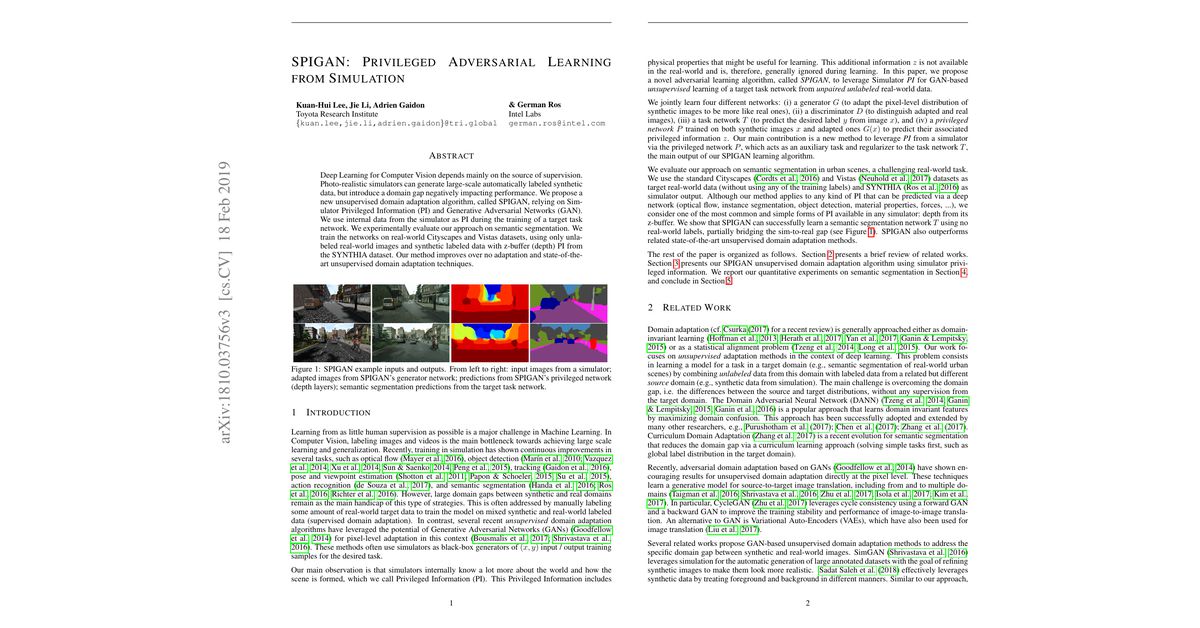 arXiv:1810.03756v3 [cs.CV] 18 Feb 2019
SPIGAN: PRIVILEGED ADVERSARIAL LEARNING
FROM SIMULATION
Kuan-Hui Lee, Jie Li, Adrien Gaidon
Toyota Research Institute
{kuan.lee,jie.li,adrien.gaidon}@tri.global
& German Ros
Intel Labs
german.ros@intel.com
ABSTRACT
Deep Learning for Computer Vision depends mainly on the source of supervision.
Photo-realistic simulators can generate large-scale automatically labeled synthetic
data, but introduce a domain gap negatively impacting performance. We propose a
new unsupervised domain adaptation algorithm, called SPIGAN, relying on Sim-
ulator Privileged Information (PI) and Generative Adversarial Networks (GAN).
We use internal data from the simulator as PI during the training of a target task
network. We experimentally evaluate our approach on semantic segmentation. We
train the networks on real-world Cityscapes and Vistas datasets, using only unla-
beled real-world images and synthetic labeled data with z-buffer (depth) PI from
the SYNTHIA dataset. Our method improves over no adaptation and state-of-the-
art unsupervised domain adaptation techniques.
Figure 1: SPIGAN example inputs and outputs. From left to right: input images from a simulator;
adapted images from SPIGAN's generator network; predictions from SPIGAN's privileged network
(depth layers); semantic segmentation predictions from the target task network.
1 INTRODUCTION
Learning from as little human supervision as possible is a major challenge in Machine Learning. In
Computer Vision, labeling images and videos is the main bottleneck towards achieving large scale
learning and generalization. Recently, training in simulation has shown continuous improvements in
several tasks, such as optical flow (Mayer et al., 2016), object detection (Marín et al., 2010; Vazquez
et al., 2014; Xu et al., 2014; Sun & Saenko, 2014; Peng et al., 2015), tracking (Gaidon et al., 2016),
pose and viewpoint estimation (Shotton et al., 2011; Papon & Schoeler, 2015; Su et al., 2015),
action recognition (de Souza et al., 2017), and semantic segmentation (Handa et al., 2016; Ros
et al., 2016; Richter et al., 2016). However, large domain gaps between synthetic and real domains
remain as the main handicap of this type of strategies. This is often addressed by manually labeling
some amount of real-world target data to train the model on mixed synthetic and real-world labeled
data (supervised domain adaptation). In contrast, several recent unsupervised domain adaptation
algorithms have leveraged the potential of Generative Adversarial Networks (GANs) (Goodfellow
et al., 2014) for pixel-level adaptation in this context (Bousmalis et al., 2017; Shrivastava et al.,
2016). These methods often use simulators as black-box generators of (x, y) input / output training
samples for the desired task.
Our main observation is that simulators internally know a lot more about the world and how the
scene is formed, which we call Privileged Information (PI). This Privileged Information includes
1
physical properties that might be useful for learning. This additional information z is not available
in the real-world and is, therefore, generally ignored during learning. In this paper, we propose
a novel adversarial learning algorithm, called SPIGAN, to leverage Simulator PI for GAN-based
unsupervised learning of a target task network from unpaired unlabeled real-world data.
We jointly learn four different networks: (i) a generator G (to adapt the pixel-level distribution of
synthetic images to be more like real ones), (ii) a discriminator D (to distinguish adapted and real
images), (iii) a task network T (to predict the desired label y from image x), and (iv) a privileged
network P trained on both synthetic images x and adapted ones G(x) to predict their associated
privileged information z. Our main contribution is a new method to leverage PI from a simulator
via the privileged network P, which acts as an auxiliary task and regularizer to the task network T,
the main output of our SPIGAN learning algorithm.
We evaluate our approach on semantic segmentation in urban scenes, a challenging real-world task.
We use the standard Cityscapes (Cordts et al., 2016) and Vistas (Neuhold et al., 2017) datasets as
target real-world data (without using any of the training labels) and SYNTHIA (Ros et al., 2016) as
simulator output. Although our method applies to any kind of PI that can be predicted via a deep
network (optical flow, instance segmentation, object detection, material properties, forces, ...), we
consider one of the most common and simple forms of PI available in any simulator: depth from its
z-buffer. We show that SPIGAN can successfully learn a semantic segmentation network T using no
real-world labels, partially bridging the sim-to-real gap (see Figure 1). SPIGAN also outperforms
related state-of-the-art unsupervised domain adaptation methods.
The rest of the paper is organized as follows. Section 2 presents a brief review of related works.
Section 3 presents our SPIGAN unsupervised domain adaptation algorithm using simulator privi-
leged information. We report our quantitative experiments on semantic segmentation in Section 4,
and conclude in Section 5.
2 RELATED WORK
Domain adaptation (cf. Csurka (2017) for a recent review) is generally approached either as domain-
invariant learning (Hoffman et al., 2013; Herath et al., 2017; Yan et al., 2017; Ganin & Lempitsky,
2015) or as a statistical alignment problem (Tzeng et al., 2014; Long et al., 2015). Our work fo-
cuses on unsupervised adaptation methods in the context of deep learning. This problem consists
in learning a model for a task in a target domain (e.g., semantic segmentation of real-world urban
scenes) by combining unlabeled data from this domain with labeled data from a related but different
source domain (e.g., synthetic data from simulation). The main challenge is overcoming the domain
gap, i.e. the differences between the source and target distributions, without any supervision from
the target domain. The Domain Adversarial Neural Network (DANN) (Tzeng et al., 2014; Ganin
& Lempitsky, 2015; Ganin et al., 2016) is a popular approach that learns domain invariant features
by maximizing domain confusion. This approach has been successfully adopted and extended by
many other researchers, e.g., Purushotham et al. (2017); Chen et al. (2017); Zhang et al. (2017).
Curriculum Domain Adaptation (Zhang et al., 2017) is a recent evolution for semantic segmentation
that reduces the domain gap via a curriculum learning approach (solving simple tasks first, such as
global label distribution in the target domain).
Recently, adversarial domain adaptation based on GANs (Goodfellow et al., 2014) have shown en-
couraging results for unsupervised domain adaptation directly at the pixel level. These techniques
learn a generative model for source-to-target image translation, including from and to multiple do-
mains (Taigman et al., 2016; Shrivastava et al., 2016; Zhu et al., 2017; Isola et al., 2017; Kim et al.,
2017). In particular, CycleGAN (Zhu et al., 2017) leverages cycle consistency using a forward GAN
and a backward GAN to improve the training stability and performance of image-to-image transla-
tion. An alternative to GAN is Variational Auto-Encoders (VAEs), which have also been used for
image translation (Liu et al., 2017).
Several related works propose GAN-based unsupervised domain adaptation methods to address the
specific domain gap between synthetic and real-world images. SimGAN (Shrivastava et al., 2016)
leverages simulation for the automatic generation of large annotated datasets with the goal of refining
synthetic images to make them look more realistic. Sadat Saleh et al. (2018) effectively leverages
synthetic data by treating foreground and background in different manners. Similar to our approach,
2